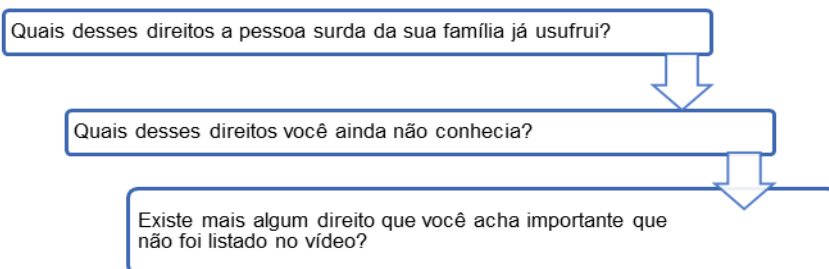 Quais desses direitos a pessoa surda da sua família já usufrui?
Quais desses direitos você ainda não conhecia?
Existe mais algum direito que você acha importante que
não foi listado no vídeo?